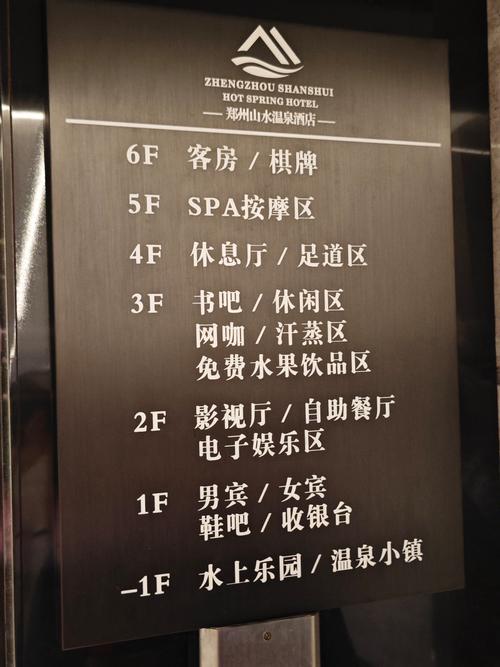 ZHENGZHOU SHANSHUI
HOT SPRING HOTEL
郑州山水温泉酒店
6F 客房 / 棋牌
5F SPA按摩区
4F 休息厅 / 足道区
3F 书吧 / 休闲区
网咖 / 汗蒸区
免费水果饮品区
2F 影视厅 / 自助餐厅
电子娱乐区
1F 男宾 / 女宾
鞋吧 / 收银台
-1F 水上乐园 / 温泉小镇